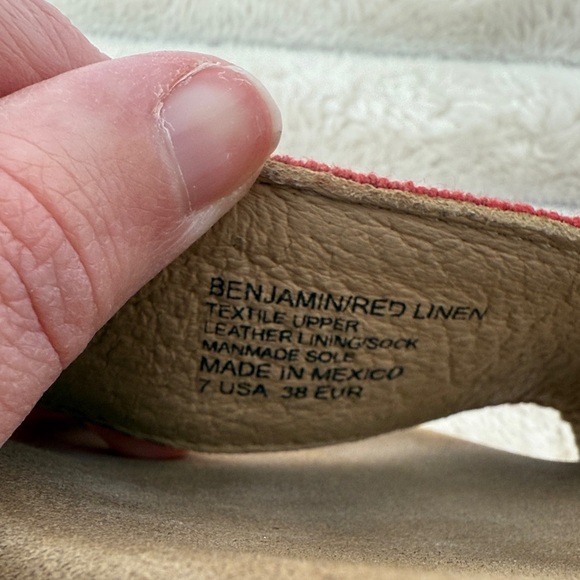 BENJAMIN/RED LINEN
TEXTILE UPPER
LEATHER LINING/SOCK
MANMADE SOLE
MADE IN MEXICO
7 USA 38 EUR